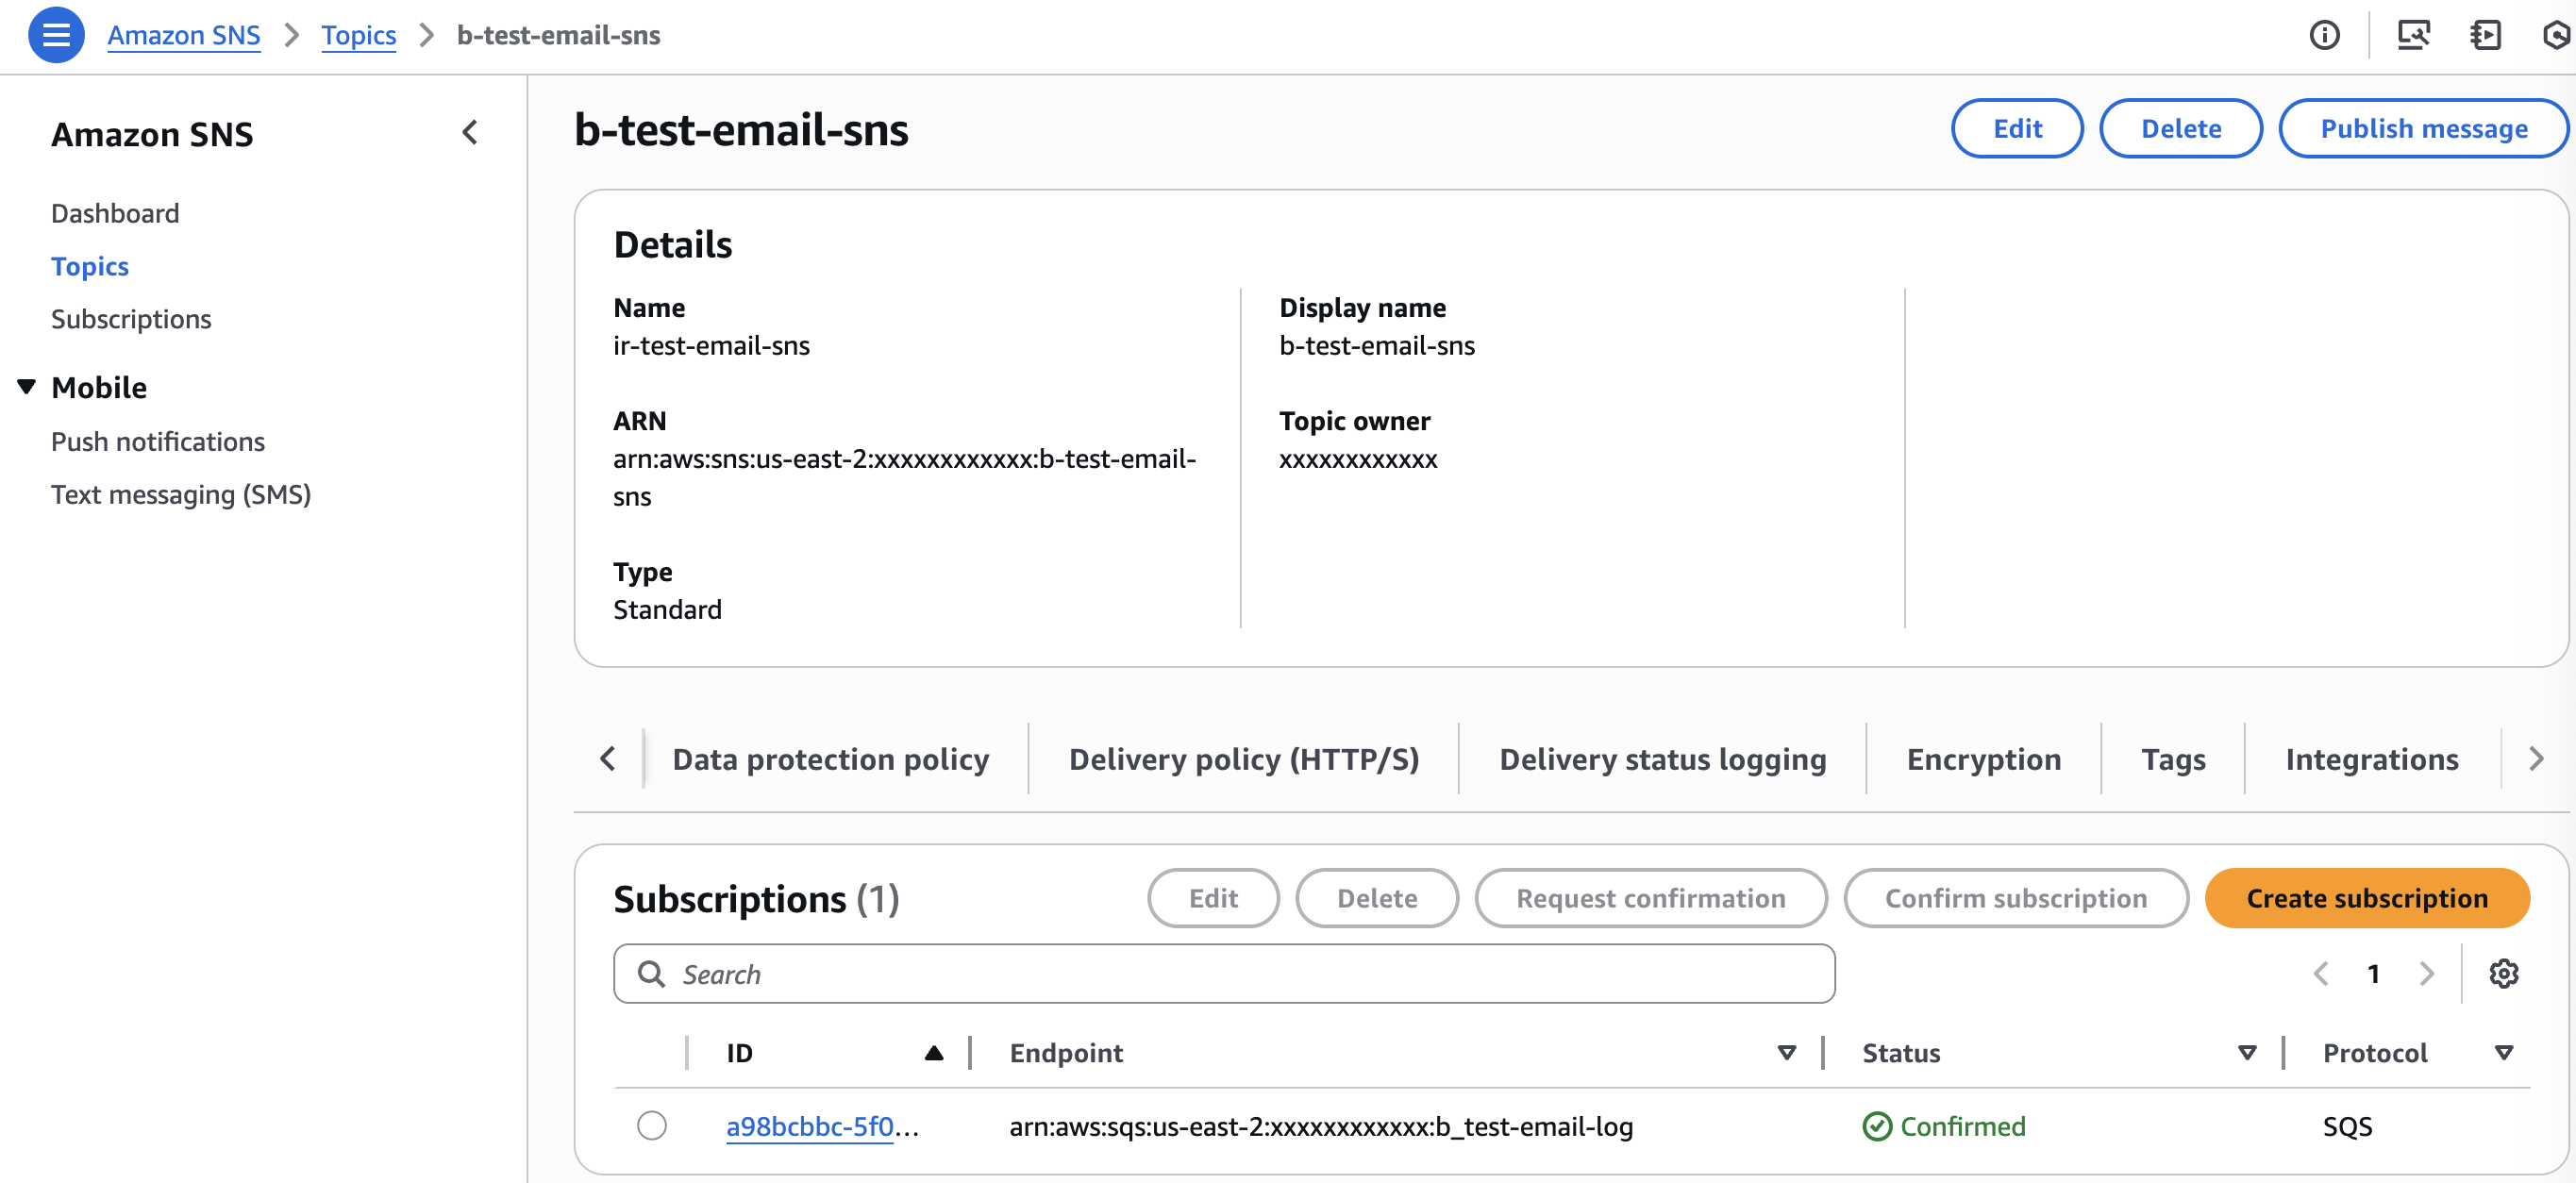 Amazon SNS > Topics > b-test-email-sns
Amazon SNS
Dashboard
Topics
Subscriptions
Mobile
Push notifications
Text messaging (SMS)
b-test-email-sns
Edit Delete Publish message
Details
Name
ir-test-email-sns
ARN
arn:aws:sns:us-east-2:xxxxxxxxxxxx:b-test-email-
sns
Type
Standard
Display name
b-test-email-sns
Topic owner
xxxxxxxxxxxx
Data protection policy Delivery policy (HTTP/S) Delivery status logging Encryption Tags Integrations
Subscriptions (1) Edit Delete Request confirmation Confirm subscription Create subscription
Search 1
ID Endpoint Status Protocol
a98bcbbc-5f0... arn:aws:sqs:us-east-2:xxxxxxxxxxxx:b_test-email-log Confirmed SQS